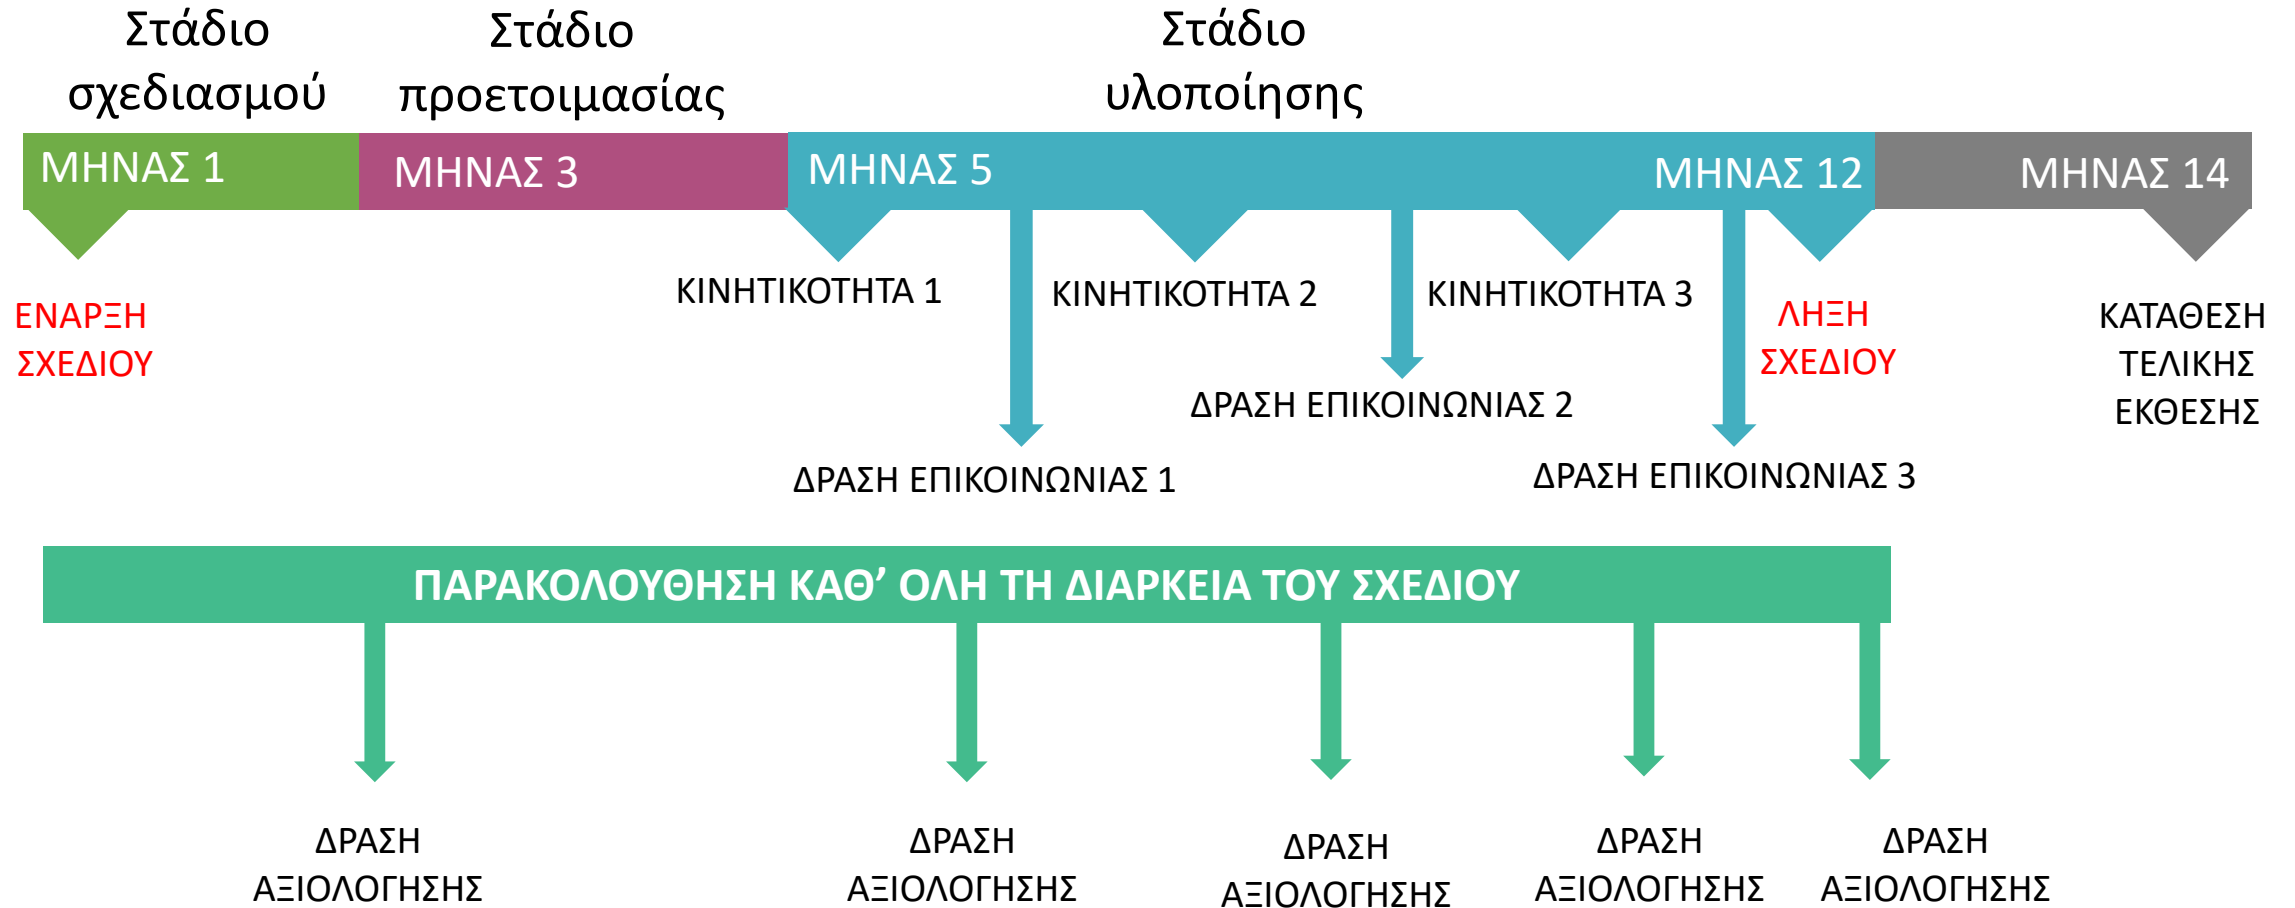 Στάδιο
σχεδιασμού
Στάδιο
προετοιμασίας
Στάδιο
υλοποίησης
ΜΗΝΑΣ 1
ΜΗΝΑΣ 3
ΜΗΝΑΣ 5
ΜΗΝΑΣ 12
ΜΗΝΑΣ 14
ΕΝΑΡΞΗ
ΣΧΕΔΙΟΥ
ΚΙΝΗΤΙΚΟΤΗΤΑ 1
ΚΙΝΗΤΙΚΟΤΗΤΑ 2
ΚΙΝΗΤΙΚΟΤΗΤΑ 3
ΛΗΞΗ
ΣΧΕΔΙΟΥ
ΚΑΤΑΘΕΣΗ
ΤΕΛΙΚΗΣ
ΕΚΘΕΣΗΣ
ΔΡΑΣΗ ΕΠΙΚΟΙΝΩΝΙΑΣ 2
ΔΡΑΣΗ ΕΠΙΚΟΙΝΩΝΙΑΣ 1
ΔΡΑΣΗ ΕΠΙΚΟΙΝΩΝΙΑΣ 3
ΠΑΡΑΚΟΛΟΥΘΗΣΗ ΚΑΘ’ ΟΛΗ ΤΗ ΔΙΑΡΚΕΙΑ ΤΟΥ ΣΧΕΔΙΟΥ
ΔΡΑΣΗ
ΑΞΙΟΛΟΓΗΣΗΣ
ΔΡΑΣΗ
ΑΞΙΟΛΟΓΗΣΗΣ
ΔΡΑΣΗ
ΑΞΙΟΛΟΓΗΣΗΣ
ΔΡΑΣΗ
ΑΞΙΟΛΟΓΗΣΗΣ
ΔΡΑΣΗ
ΑΞΙΟΛΟΓΗΣΗΣ